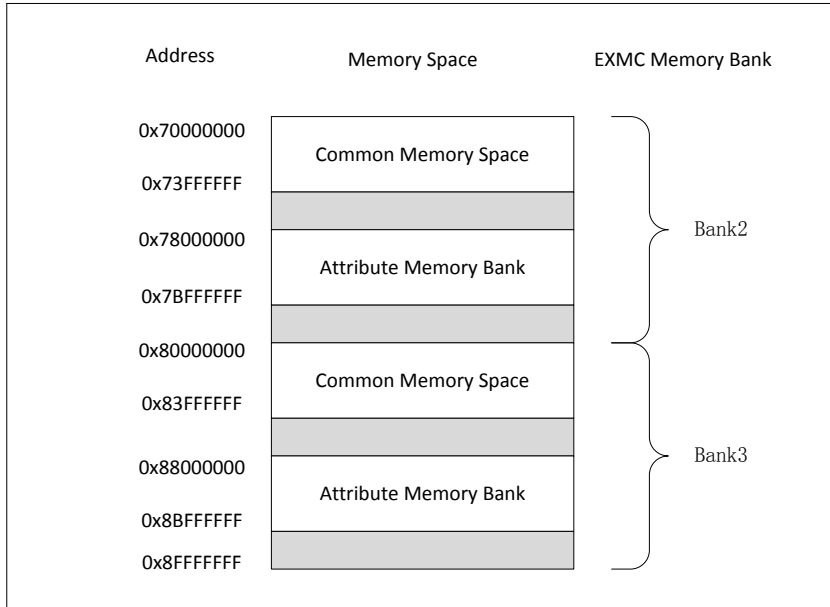 Address Memory Space EXMC Memory Bank
0x70000000
Common Memory Space
0x73FFFFFF
0x78000000
Bank2
Attribute Memory Bank
0x7BFFFFFF
0x80000000
Common Memory Space
0x83FFFFFF
Bank3
0x88000000
Attribute Memory Bank
0x8BFFFFFF
0x8FFFFFFF